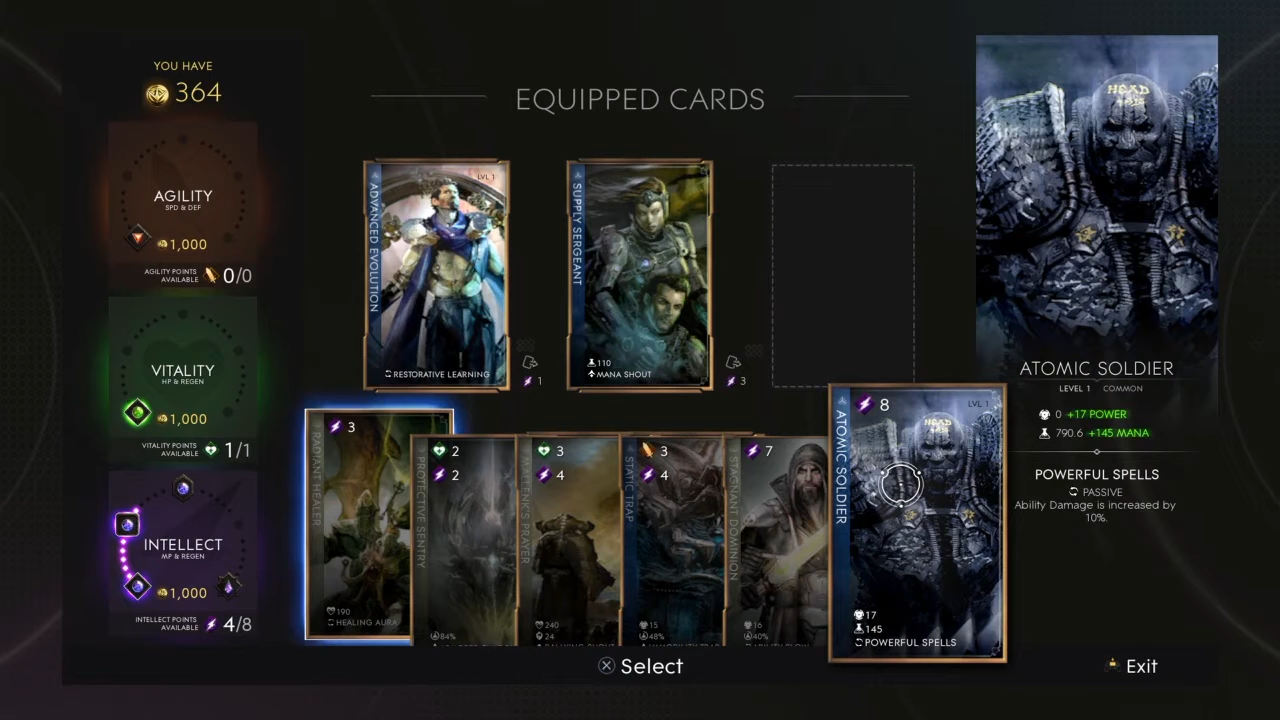 YOU HAVE
364
AGILITY
SPD & DEF
1,000
AGILITY POINTS
AVAILABLE
0/0
VITALITY
HP & REGEN
1,000
VITALITY POINTS
AVAILABLE
1/1
INTELLECT
MP & REGEN
1,000
INTELLECT POINTS
AVAILABLE
4/8
EQUIPPED CARDS
ADVANCED EVOLUTION
LVL 1
RESTORATIVE LEARNING
1
SUPPLY SERGEANT
110
MANA SHOUT
3
3
RADIANT HEALER
190
HEALING AURA
2
2
PROTECTIVE SENTRY
84%
3
4
240
24
3
4
STATIC TRAP
15
48%
7
STAGNANT DOMINION
16
40%
8
LVL 1
ATOMIC SOLDIER
HEAD
17
145
POWERFUL SPELLS
HEAD
ATOMIC SOLDIER
LEVEL 1 COMMON
0 +17 POWER
790.6 +145 MANA
POWERFUL SPELLS
PASSIVE
Ability Damage is increased by
10%.
Select
Exit